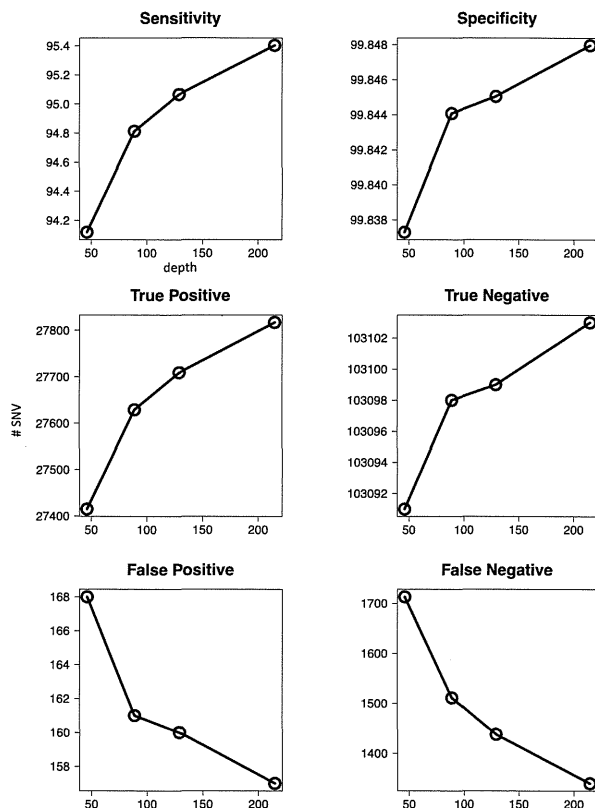 Sensitivity
Specificity
95.4
95.2
95.0
94.8
94.6
94.4
94.2
99.848
99.846
99.844
99.842
99.840
99.838
50 100 150 200
depth
50 100 150 200
True Positive
True Negative
27800
27700
27600
27500
27400
# SNV
103102
103100
103098
103096
103094
103092
50 100 150 200
50 100 150 200
False Positive
False Negative
168
166
164
162
160
158
1700
1600
1500
1400
50 100 150 200
50 100 150 200